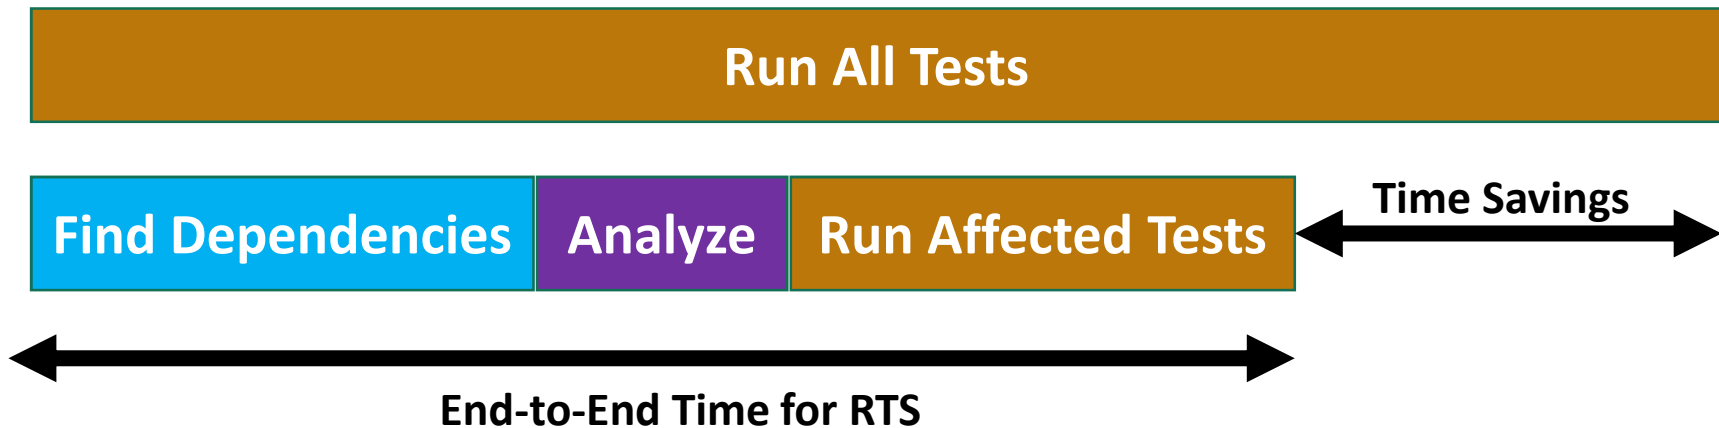 Run All Tests
Find Dependencies
Analyze
Run Affected Tests
Time Savings
End-to-End Time for RTS